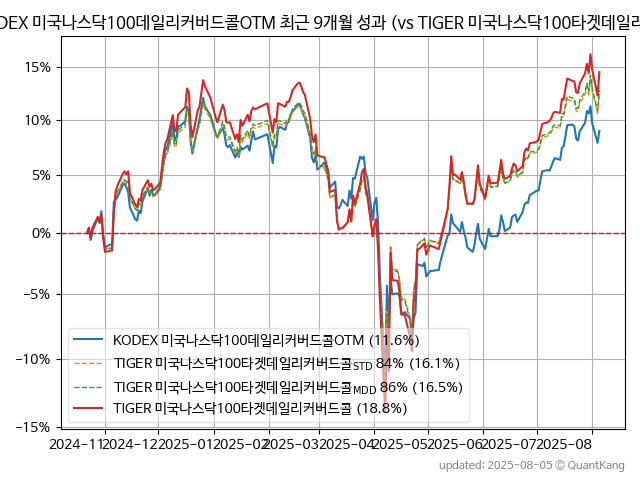 DEX 미국나스닥100데일리커버드콜OTM 최근 9개월 성과 (vs TIGER 미국나스닥100타겟데일리
15%
10%
5%
0%
−5%
−10%
−15%
KODEX 미국나스닥100데일리커버드콜OTM (11.6%)
TIGER 미국나스닥100타겟데일리커버드콜STD 84% (16.1%)
TIGER 미국나스닥100타겟데일리커버드콜MDD 86% (16.5%)
TIGER 미국나스닥100타겟데일리커버드콜 (18.8%)
2024-11 2024-12 2025-01 2025-02 2025-03 2025-04 2025-05 2025-06 2025-07 2025-08
updated: 2025-08-05 © QuantKang